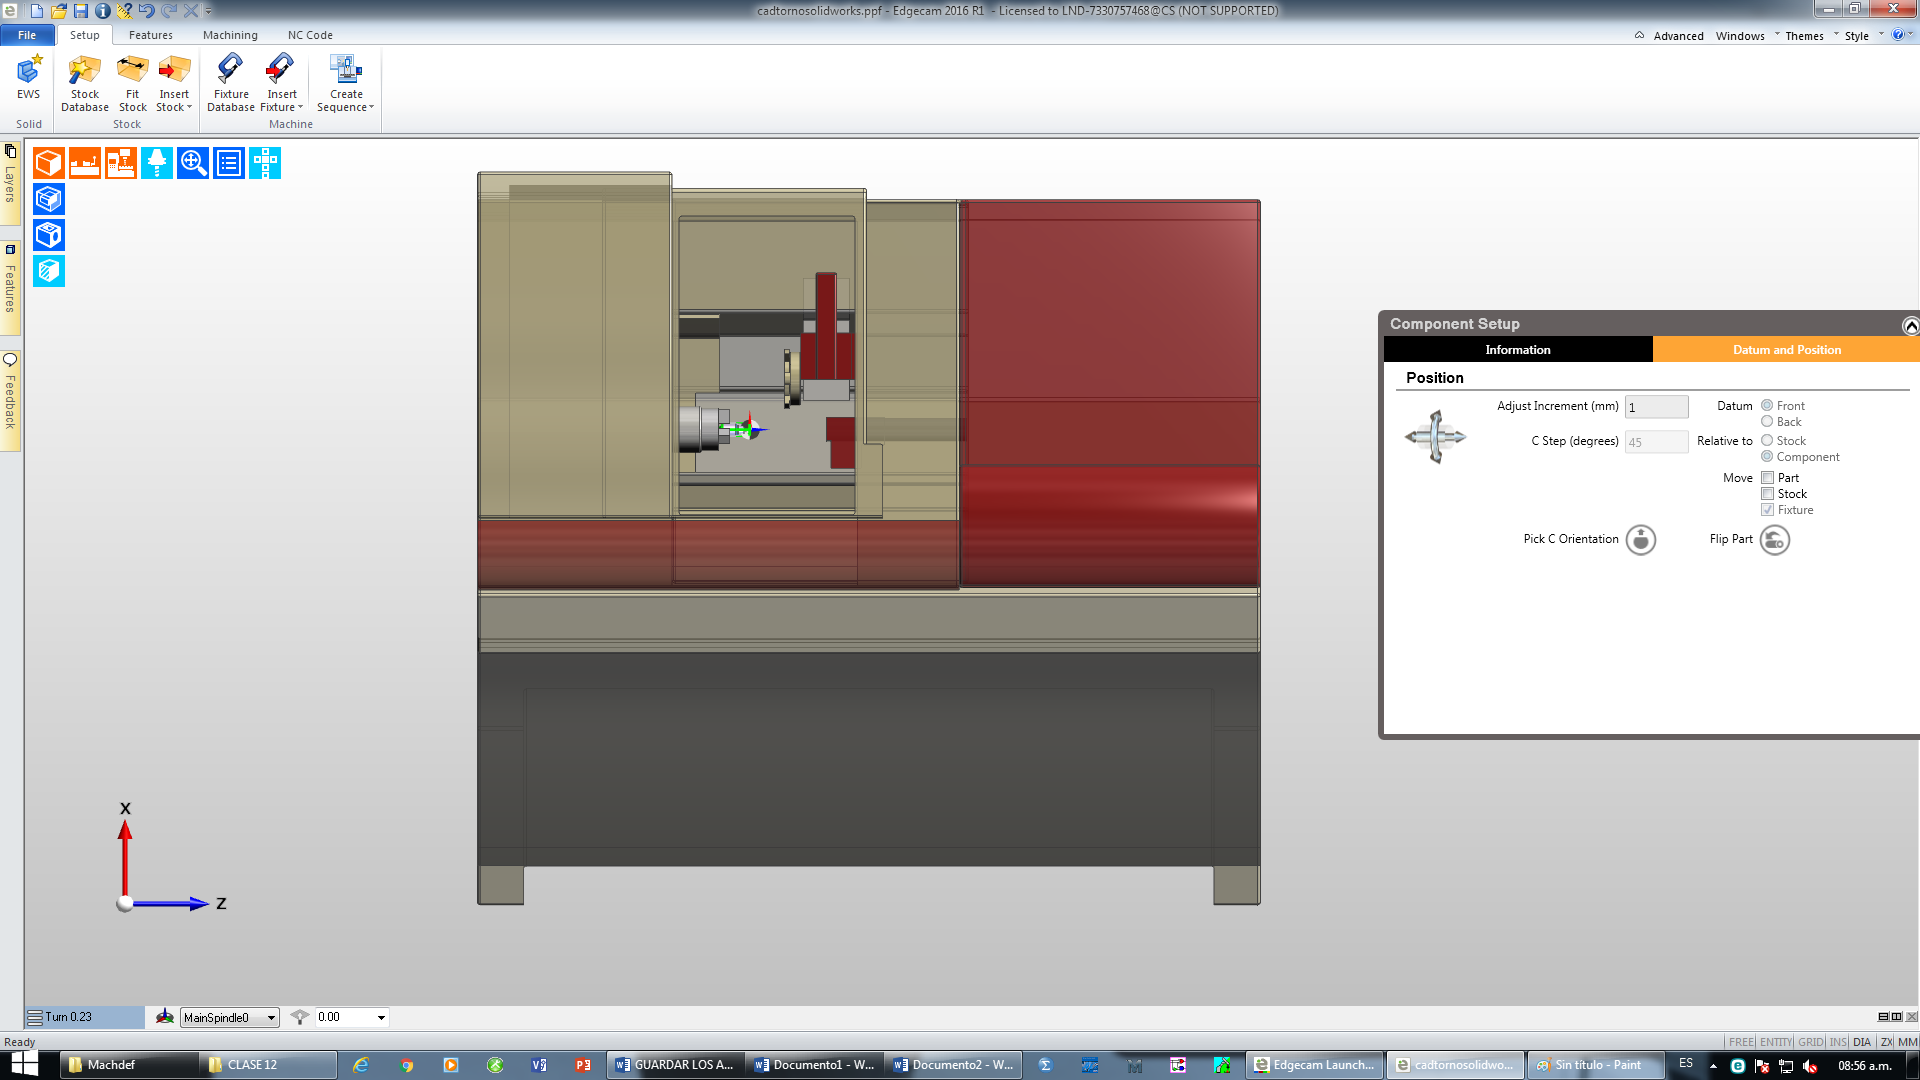 cadtornosolidworks.ppf - Edgecam 2016 R1 - Licensed to LND-7330757468@CS (NOT SUPPORTED)
File Setup Features Machining NC Code
Advanced Windows Themes Style
EWS
Stock Database
Fit Stock
Insert Stock
Fixture Database
Insert Fixture
Create Sequence
Solid Stock Machine
Layers
Features
Feedback
Component Setup
Information Datum and Position
Position
Adjust Increment (mm) 1 Datum Front
Back
C Step (degrees) 45 Relative to Stock
Component
Move Part
Stock
Fixture
Pick C Orientation Flip Part
X
Z
Turn 0.23 MainSpindle0 0.00
Ready
FREE ENTITY GRID INS DIA ZX MM
Machdef CLASE 12 GUARDAR LOS A... Documento1 - W... Documento2 - W... Edgecam Launch... cadtornosolidwo... Sin título - Paint ES 08:56 a.m.